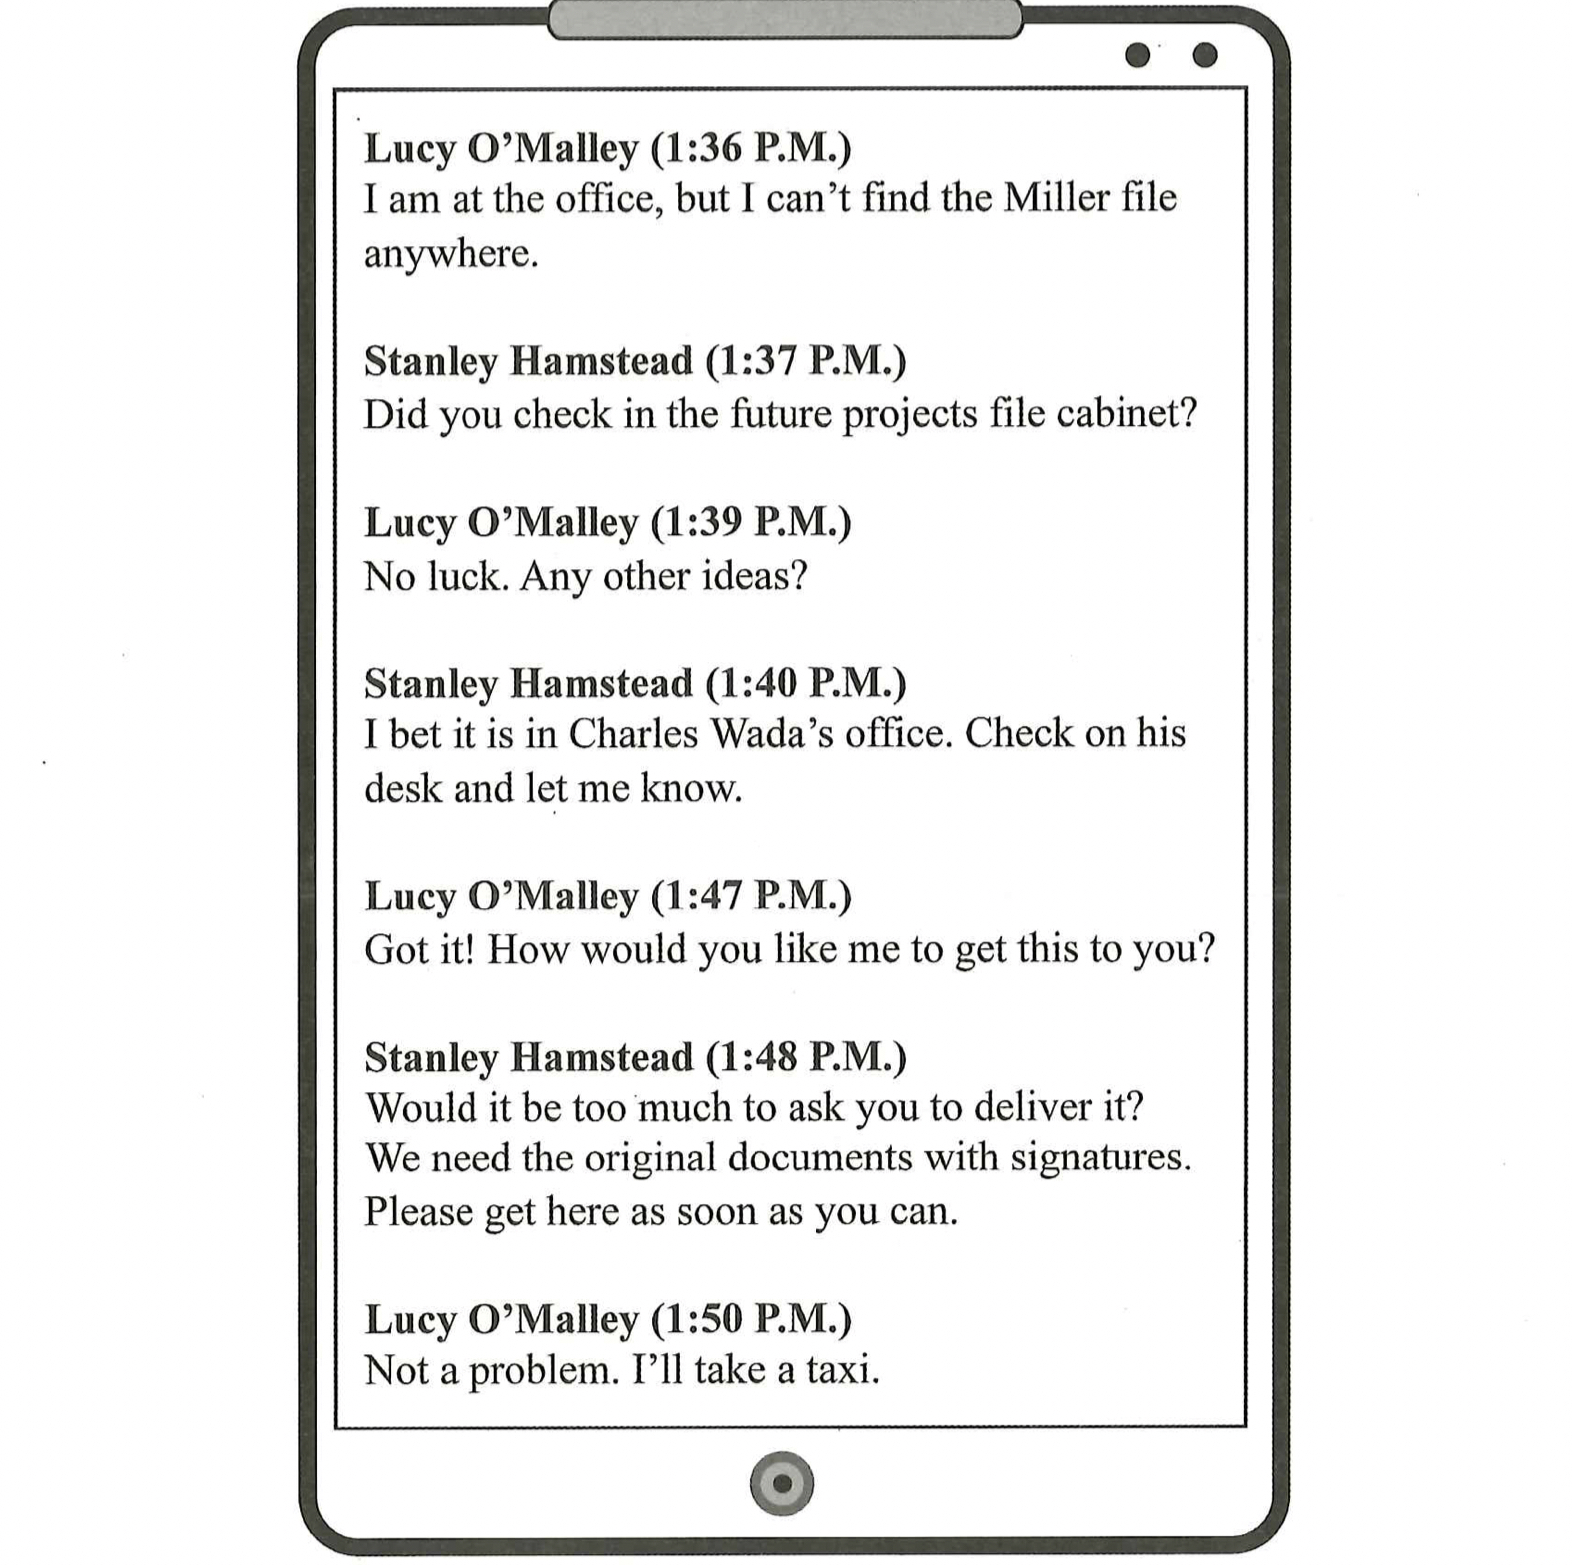 Lucy O’Malley (1:36 P.M.)
I am at the office, but I can’t find the Miller file
anywhere.
Stanley Hamstead (1:37 P.M.)
Did you check in the future projects file cabinet?
Lucy O’Malley (1:39 P.M.)
No luck. Any other ideas?
Stanley Hamstead (1:40 P.M.)
I bet it is in Charles Wada’s office. Check on his
desk and let me know.
Lucy O’Malley (1:47 P.M.)
Got it! How would you like me to get this to you?
Stanley Hamstead (1:48 P.M.)
Would it be too much to ask you to deliver it?
We need the original documents with signatures.
Please get here as soon as you can.
Lucy O’Malley (1:50 P.M.)
Not a problem. I’ll take a taxi.